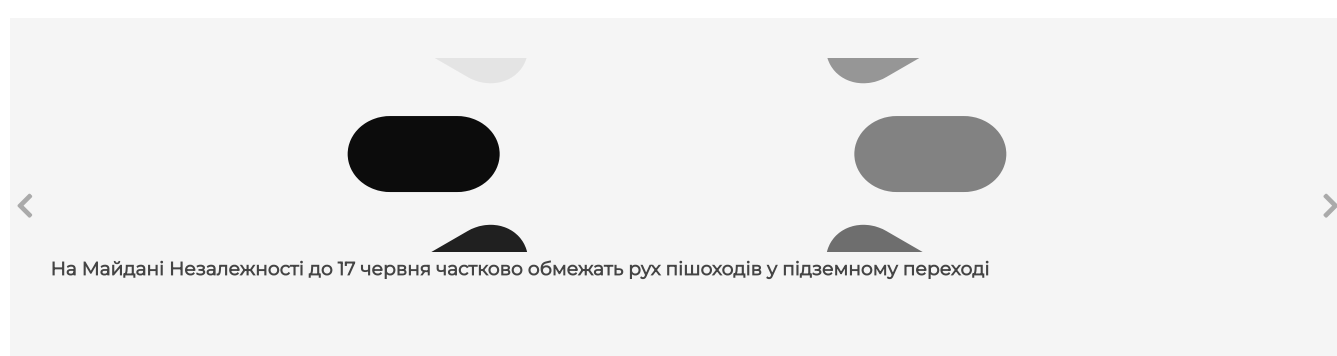 На Майдані Незалежності до 17 червня частково обмежать рух пішоходів у підземному переході